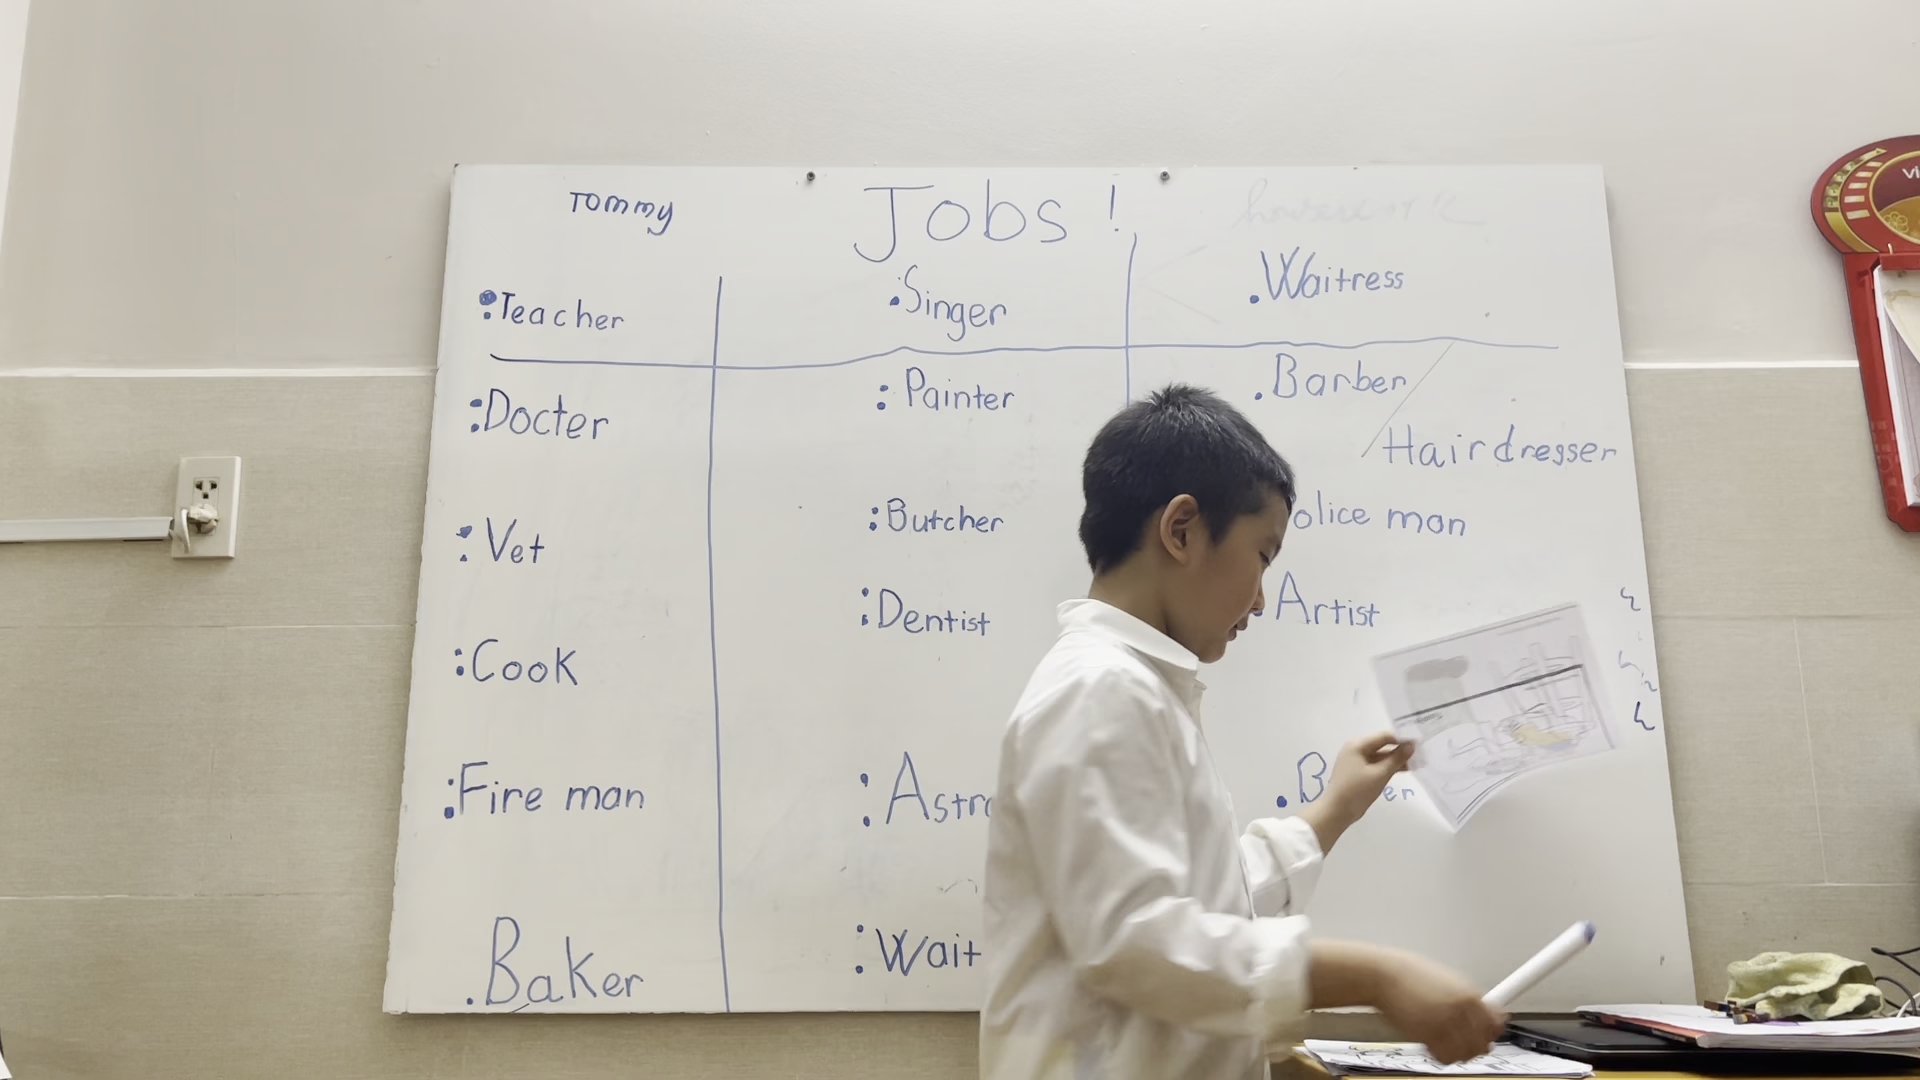 Tommy
Jobs!
Teacher
Docter
Vet
Cook
Fire man
Baker
Singer
Painter
Butcher
Dentist
Astr
Wait
Waitress
Barber
/ Hairdresser
olice man
Artist